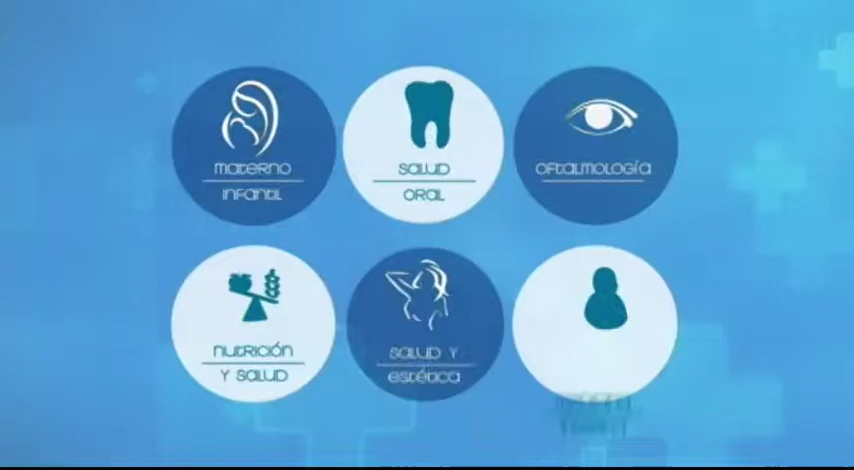 materno
infantil
salud
oral
oftalmología
nutrición
y salud
salud y
estética